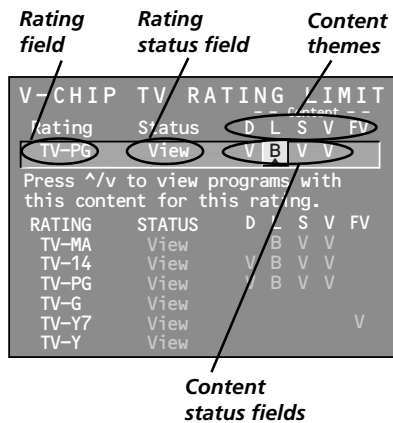 Rating field
Rating status field
Content themes
V-CHIP TV RATING LIMIT
- - Content - -
Rating Status D L S V FV
TV-PG View V B V V
Press ^/v to view programs with
this content for this rating.
RATING STATUS D L S V FV
TV-MA View B V V
TV-14 View V B V V
TV-PG View V B V V
TV-G View
TV-Y7 View V
TV-Y View
Content
status fields